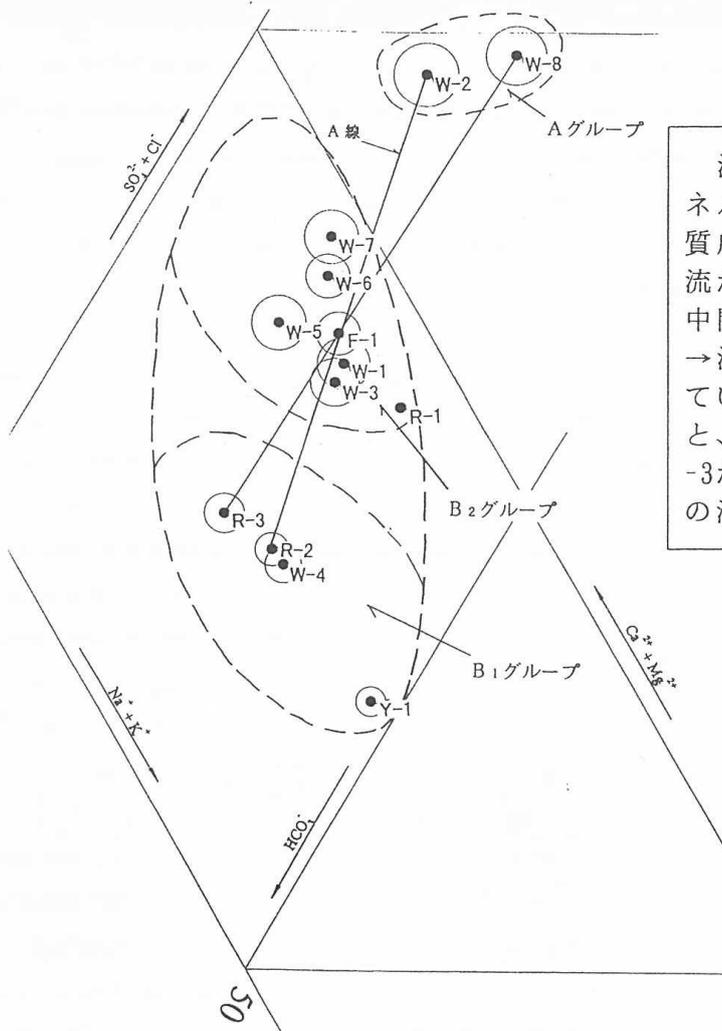 W-8
W-2
A線
Aグループ
SO₄²⁻+Cl⁻
W-7
W-6
W-5
F-1
W-1
W-3
R-1
R-3
B₂グループ
R-2
W-4
B₁グループ
Y-1
Na⁺+K⁺
HCO₃⁻
Ca²⁺+Mg²⁺
50
ネ
質
流
中
→
て
と、
-3
の